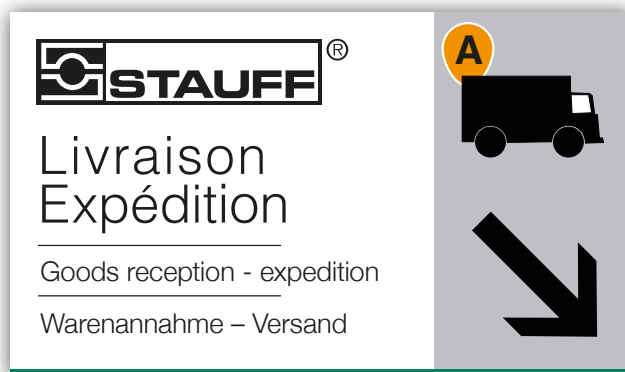 STAUFF®
A
Livraison
Expédition
Goods reception - expedition
Warenannahme – Versand